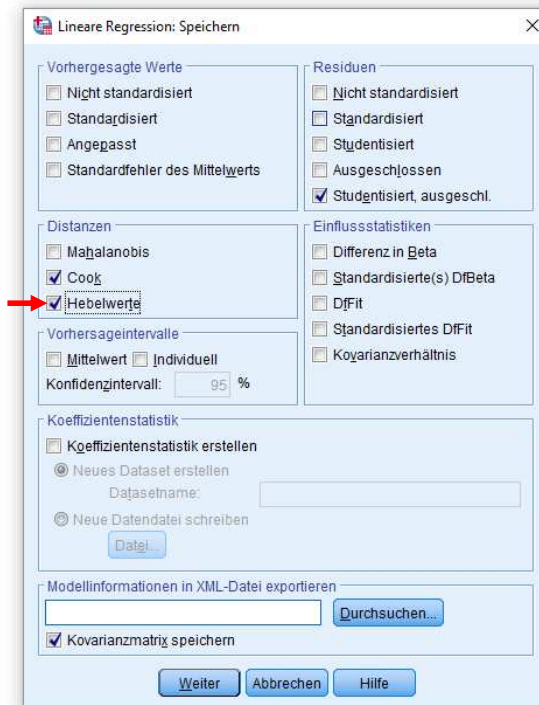 Lineare Regression: Speichern
Vorhergesagte Werte
Nicht standardisiert
Standardisiert
Angepasst
Standardfehler des Mittelwerts
Residuen
Nicht standardisiert
Standardisiert
Studentisiert
Ausgeschlossen
Studentisiert, ausgeschl.
Distanzen
Mahalanobis
Cook
Hebelwerte
Einflussstatistiken
Differenz in Beta
Standardisierte(s) DfBeta
DfFit
Standardisiertes DfFit
Kovarianzverhältnis
Vorhersageintervalle
Mittelwert Individuell
Konfidenzintervall: 95 %
Koeffizientenstatistik
Koeffizientenstatistik erstellen
Neues Dataset erstellen
Datasetname:
Neue Datendatei schreiben
Datei...
Modellinformationen in XML-Datei exportieren
Durchsuchen...
Kovarianzmatrix speichern
Weiter Abbrechen Hilfe